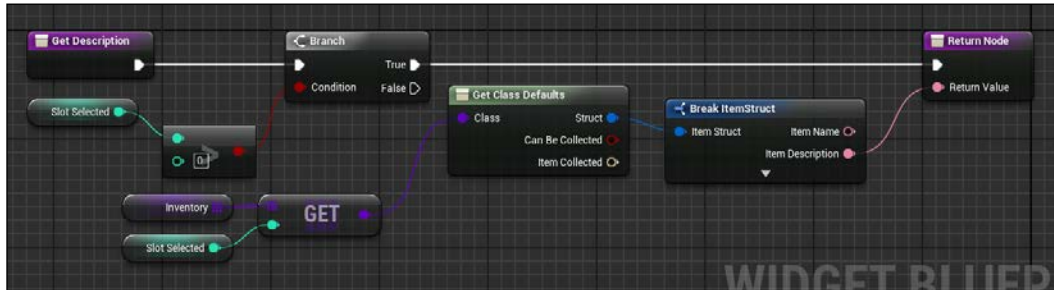 Get Description
Branch
Return Node
True
Condition
False
Return Value
Get Class Defaults
Class
Struct
Can Be Collected
Item Collected
Break ItemStruct
Item Struct
Item Name
Item Description
Slot Selected
0
>
Inventory
GET
Slot Selected
WIDGET BLUEP